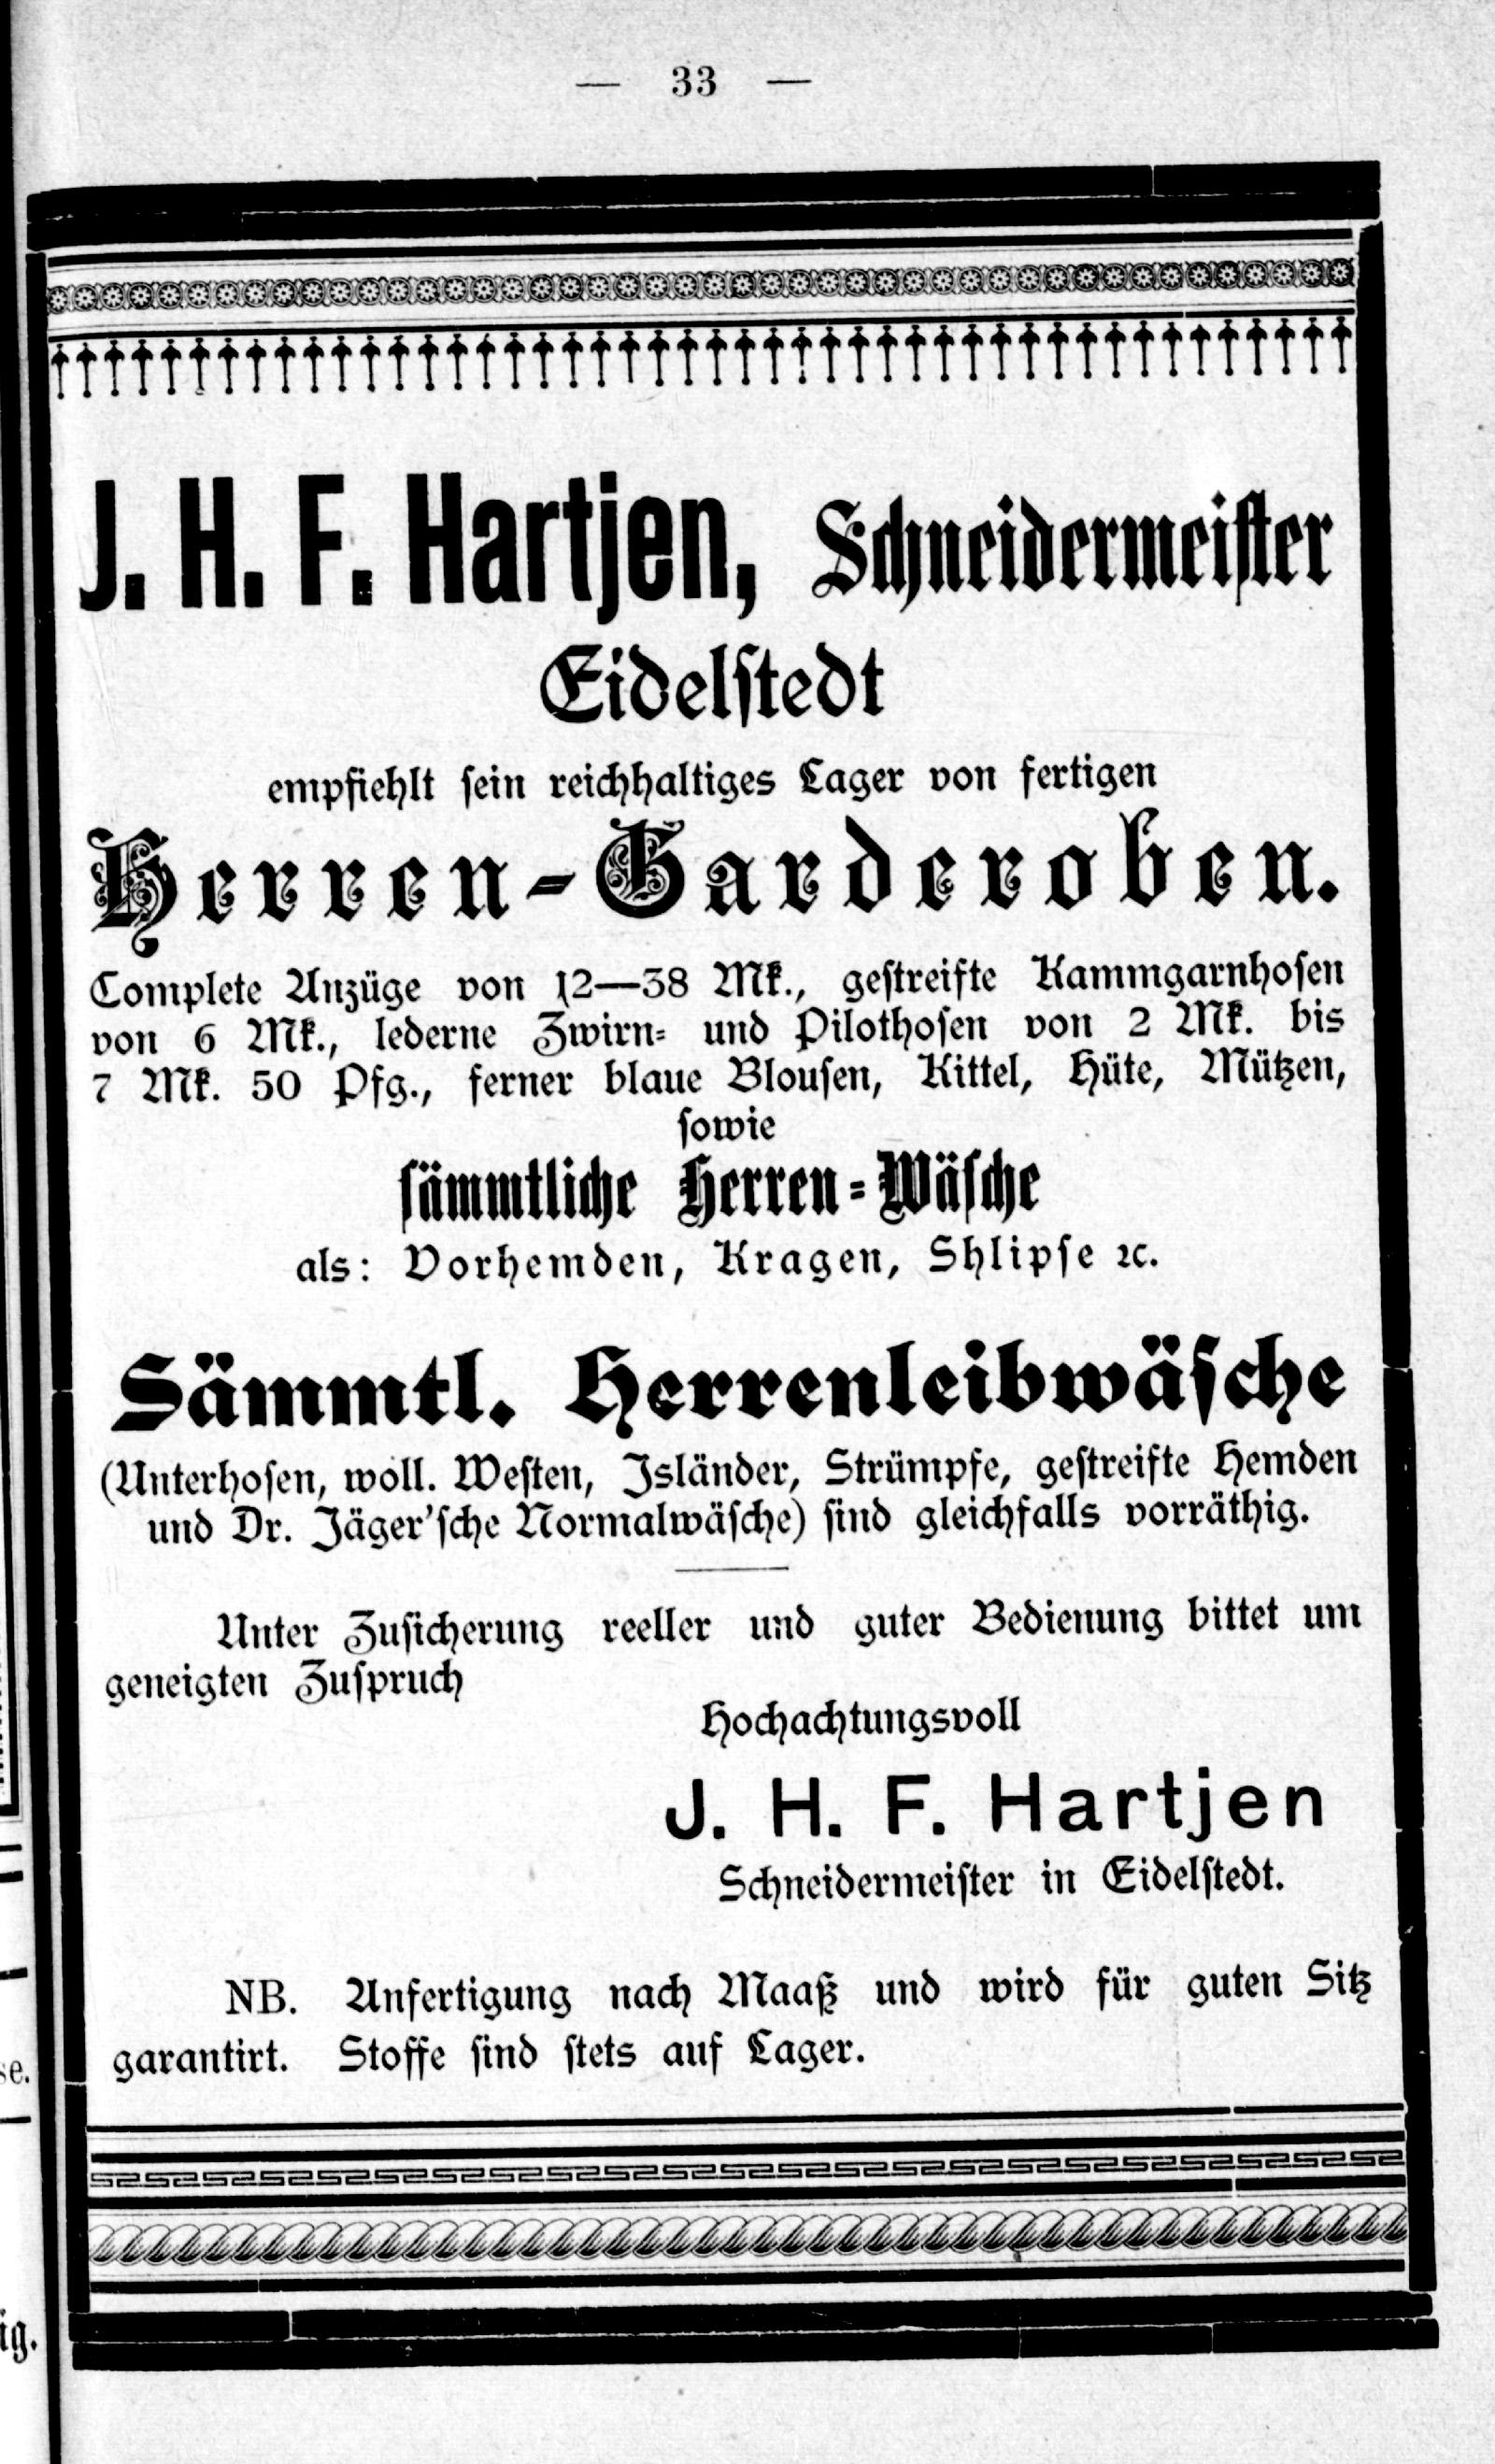 — 33 —
J. H. F. Hartjen, Schneidermeister
Eidelstedt
empfiehlt sein reichhaltiges Lager von fertigen
Herren-Garderoben.
Complete Anzüge von 12—38 Mk., gestreifte Kammgarnhosen
von 6 Mk., lederne Zwirn- und Pilothosen von 2 Mk. bis
7 Mk. 50 Pfg., ferner blaue Blousen, Kittel, Hüte, Mützen,
sowie
sämmtliche Herren-Wäsche
als: Vorhemden, Kragen, Shlipse ꝛc.
Sämmtl. Herrenleibwäsche
(Unterhosen, woll. Westen, Isländer, Strümpfe, gestreifte Hemden
und Dr. Jäger'sche Normalwäsche) sind gleichfalls vorräthig.
Unter Zusicherung reeller und guter Bedienung bittet um
geneigten Zuspruch
Hochachtungsvoll
J. H. F. Hartjen
Schneidermeister in Eidelstedt.
NB. Anfertigung nach Maaß und wird für guten Sitz
garantirt. Stoffe sind stets auf Lager.